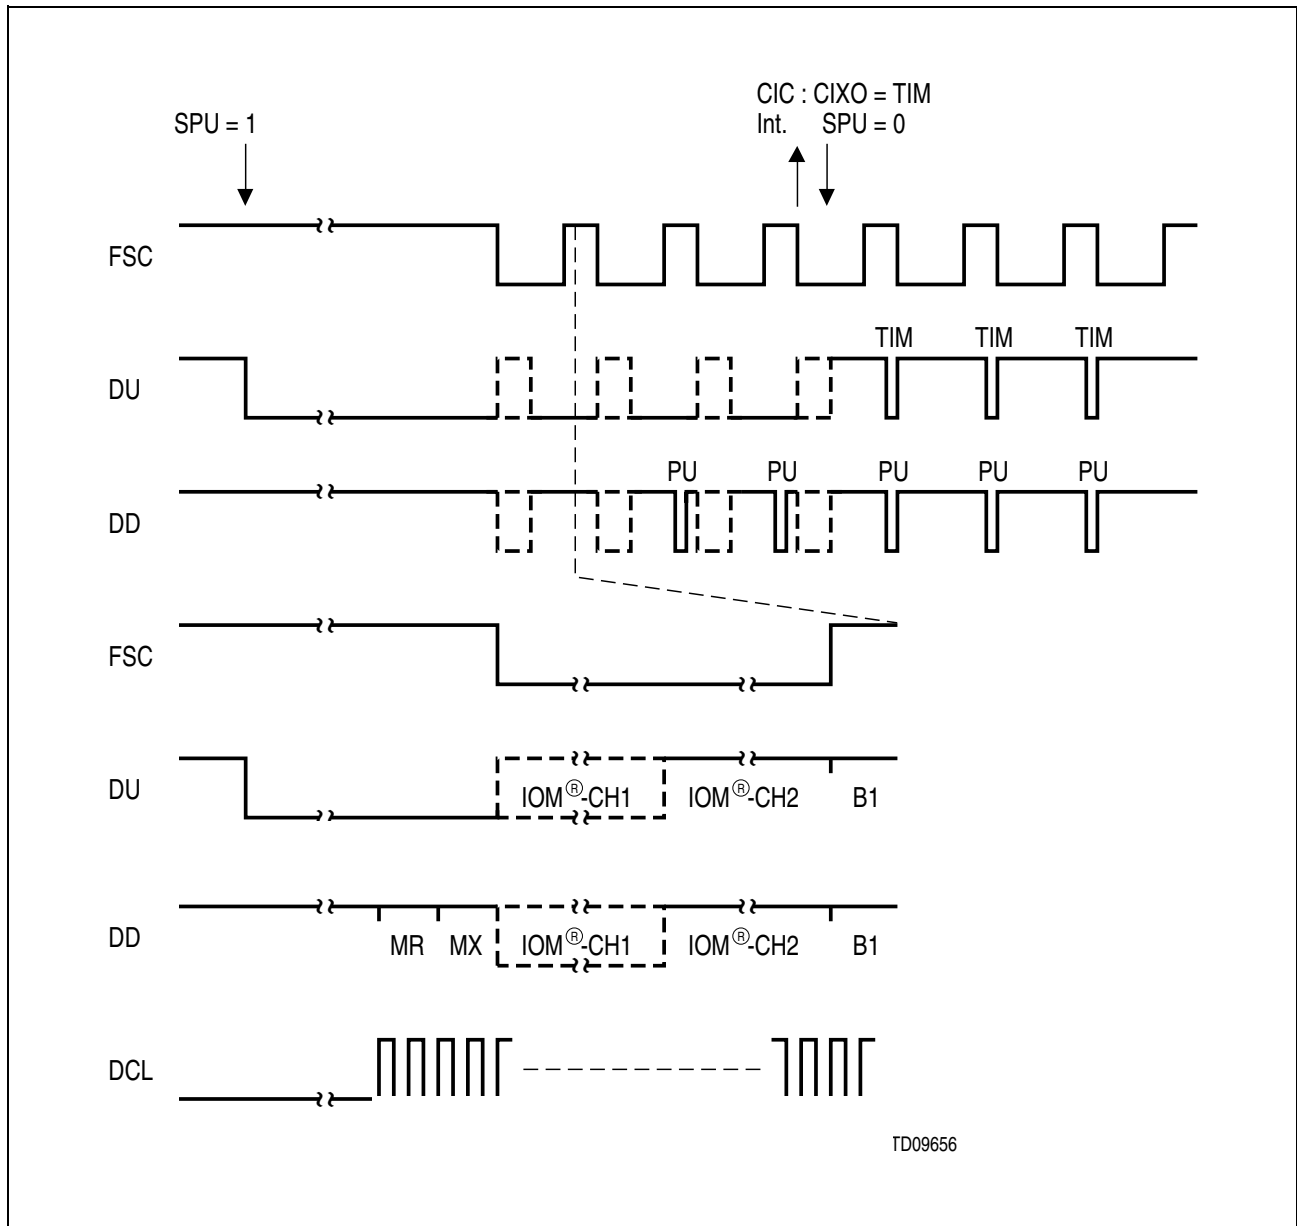 CIC : CIXO = TIM
SPU = 1
Int. SPU = 0
FSC
TIM TIM TIM
DU
PU PU PU PU PU
DD
FSC
DU
IOM®-CH1 IOM®-CH2 B1
DD
MR MX IOM®-CH1 IOM®-CH2 B1
DCL
TD09656